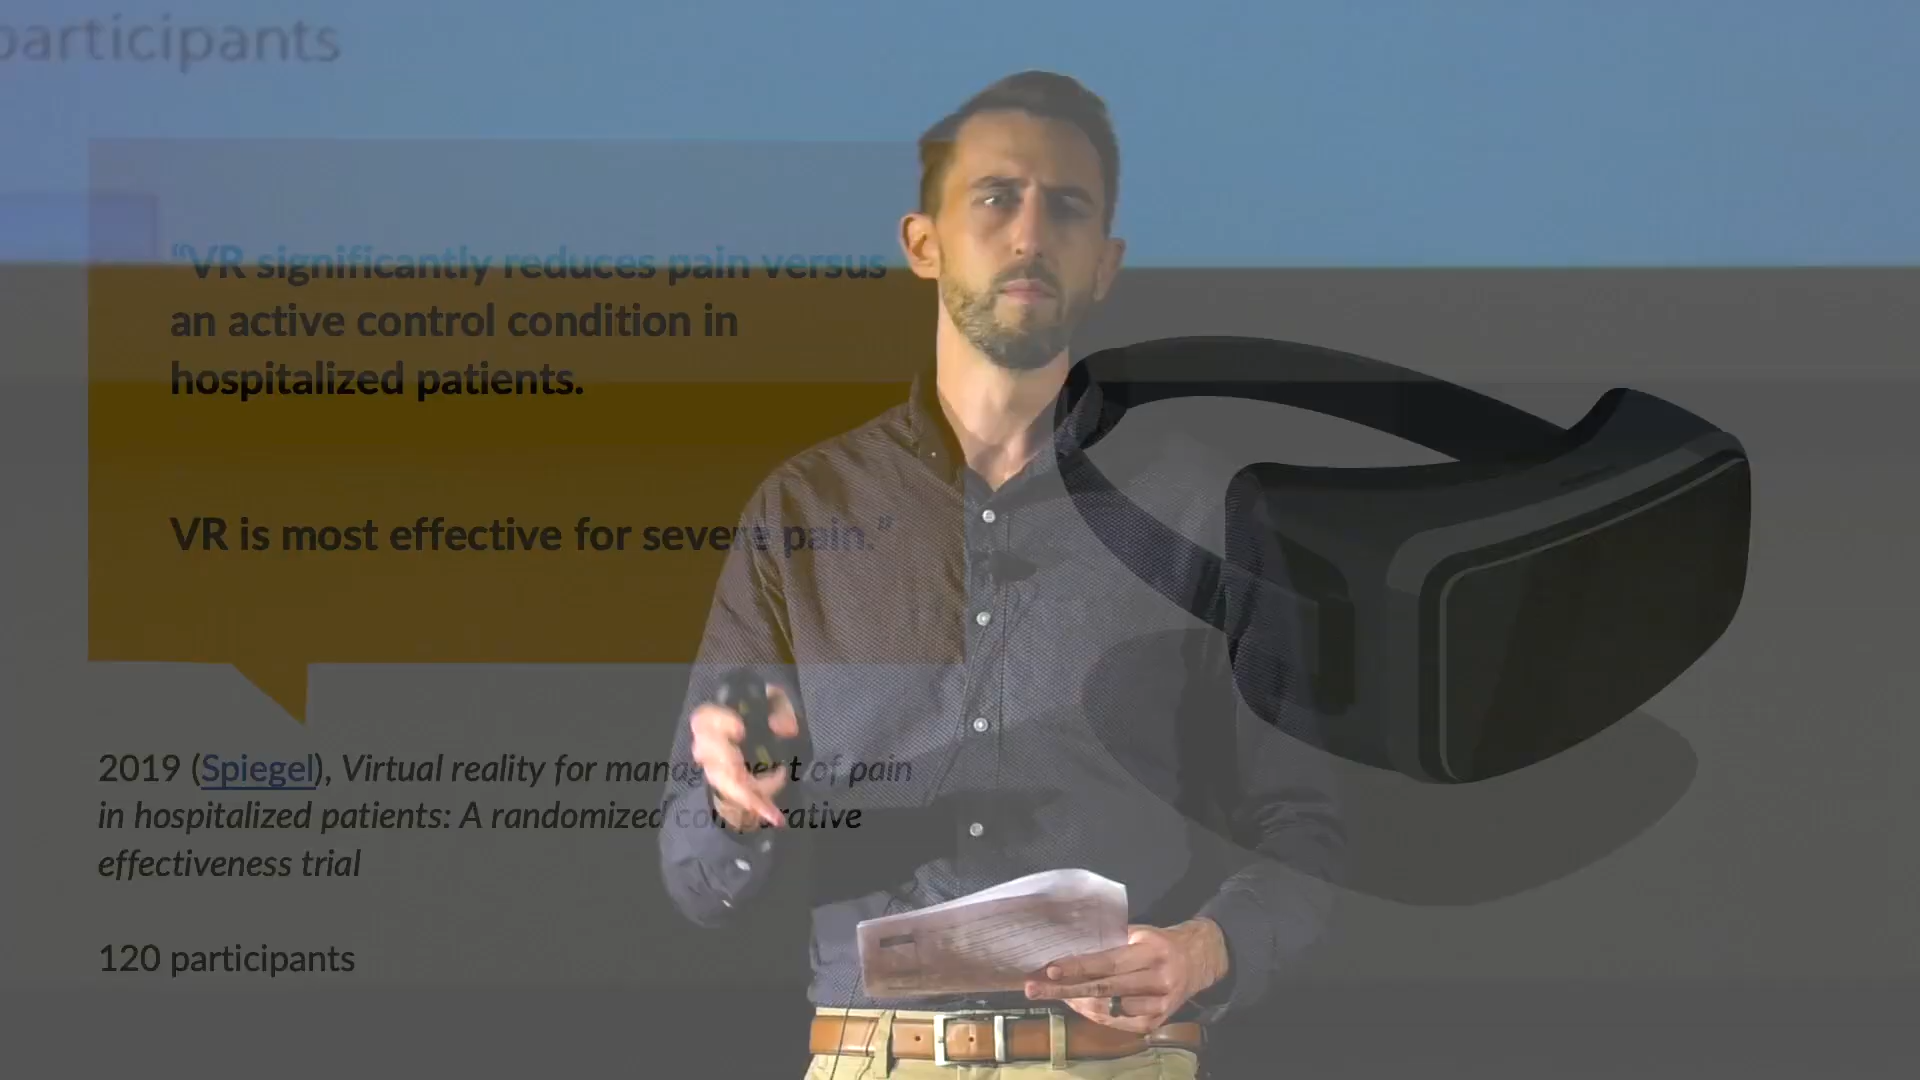 participants
“VR significantly reduces pain versus
an active control condition in
hospitalized patients.
VR is most effective for severe pain.”
2019 (Spiegel), Virtual reality for management of pain
in hospitalized patients: A randomized comparative
effectiveness trial
120 participants